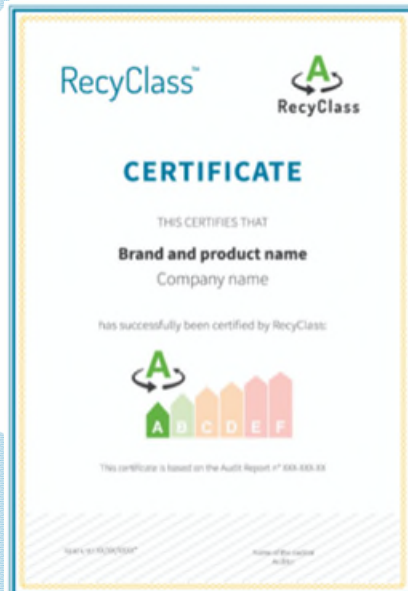 RecyClass™
A
RecyClass
CERTIFICATE
THIS CERTIFIES THAT
Brand and product name
Company name
has successfully been certified by RecyClass:
A
A B C D E F
This certificate is based on the Audit Report n° XXX-XXX-XX